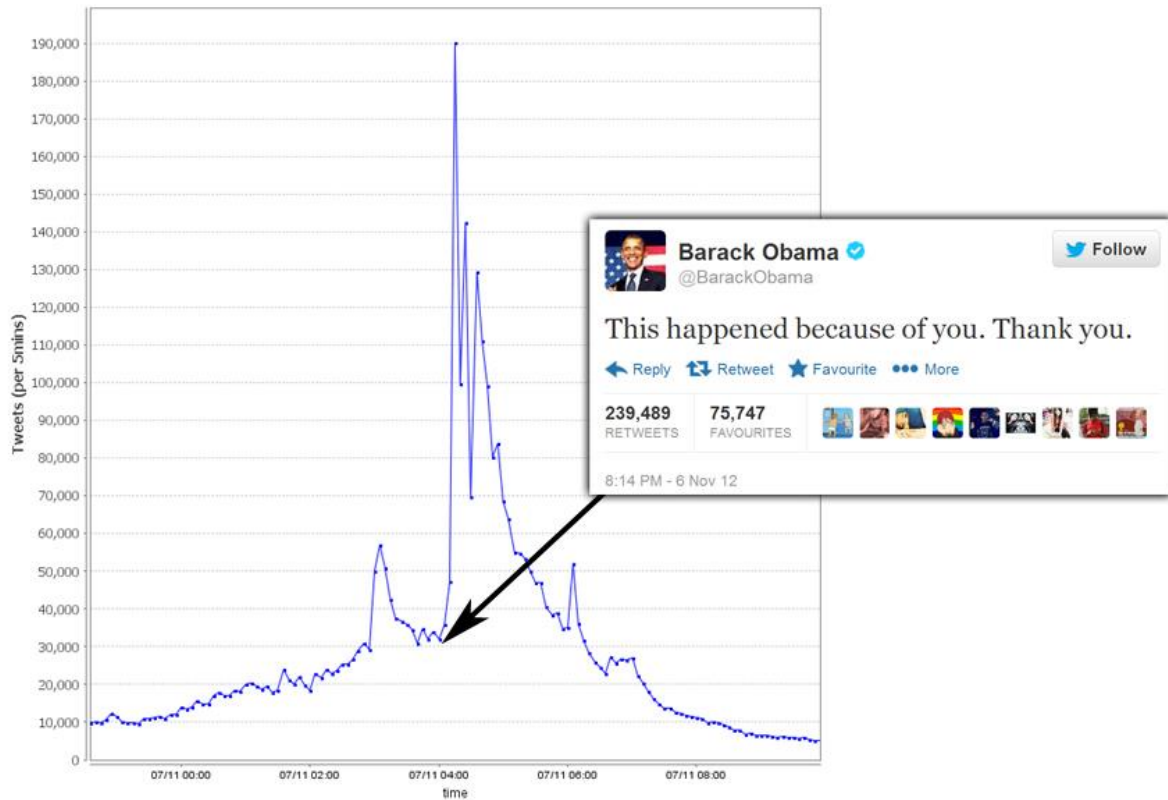 190,000
180,000
170,000
160,000
150,000
140,000
130,000
120,000
110,000
100,000
90,000
80,000
70,000
60,000
50,000
40,000
30,000
20,000
10,000
0
Tweets (per 5mins)
07/11 00:00 07/11 02:00 07/11 04:00 07/11 06:00 07/11 08:00
time
Barack Obama
@BarackObama
Follow
This happened because of you. Thank you.
Reply Retweet Favourite More
239,489 75,747
RETWEETS FAVOURITES
8:14 PM - 6 Nov 12